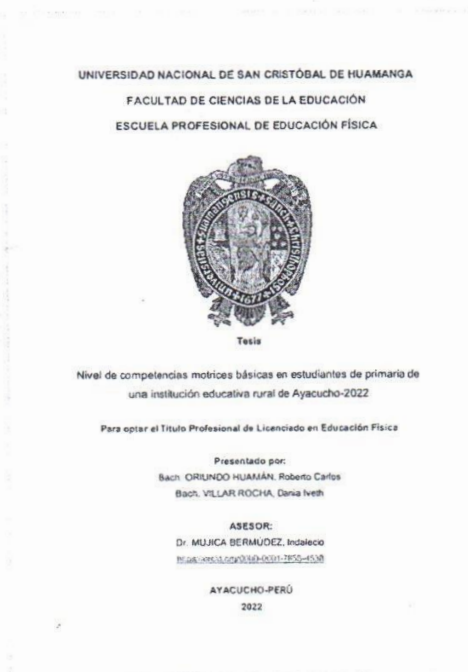 UNIVERSIDAD NACIONAL DE SAN CRISTÓBAL DE HUAMANGA
FACULTAD DE CIENCIAS DE LA EDUCACIÓN
ESCUELA PROFESIONAL DE EDUCACIÓN FÍSICA
Tesis
Nivel de competencias motrices básicas en estudiantes de primaria de
una institución educativa rural de Ayacucho-2022
Para optar el Título Profesional de Licenciado en Educación Física
Presentado por:
Bach. ORIUNDO HUAMÁN, Roberto Carlos
Bach. VILLAR ROCHA, Dania Iveth
ASESOR:
Dr. MUJICA BERMÚDEZ, Indalecio
AYACUCHO-PERÚ
2022